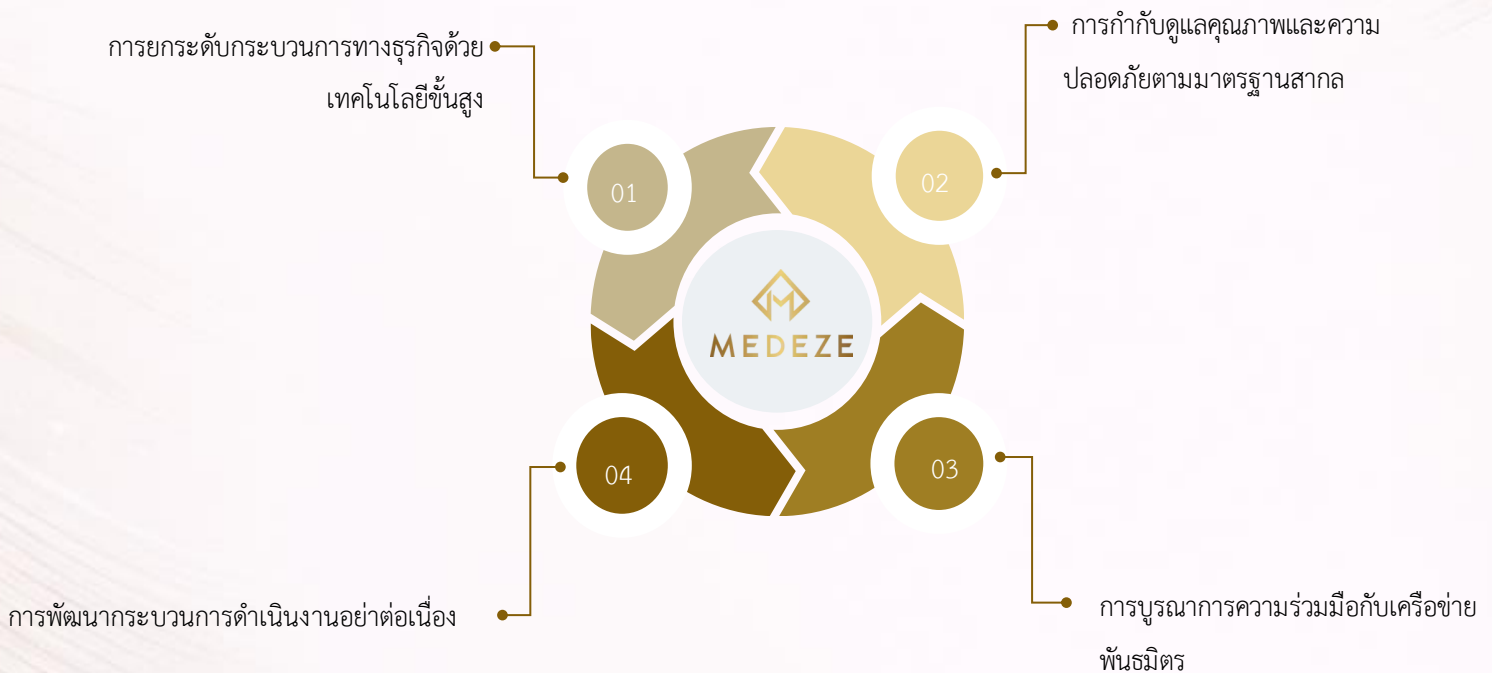 การยกระดับกระบวนการทางธุรกิจด้วย
เทคโนโลยีขั้นสูง
การกำกับดูแลคุณภาพและความ
ปลอดภัยตามมาตรฐานสากล
01
02
MEDEZE
04
03
การพัฒนากระบวนการดำเนินงานอย่าต่อเนื่อง
การบูรณาการความร่วมมือกับเครือข่าย
พันธมิตร